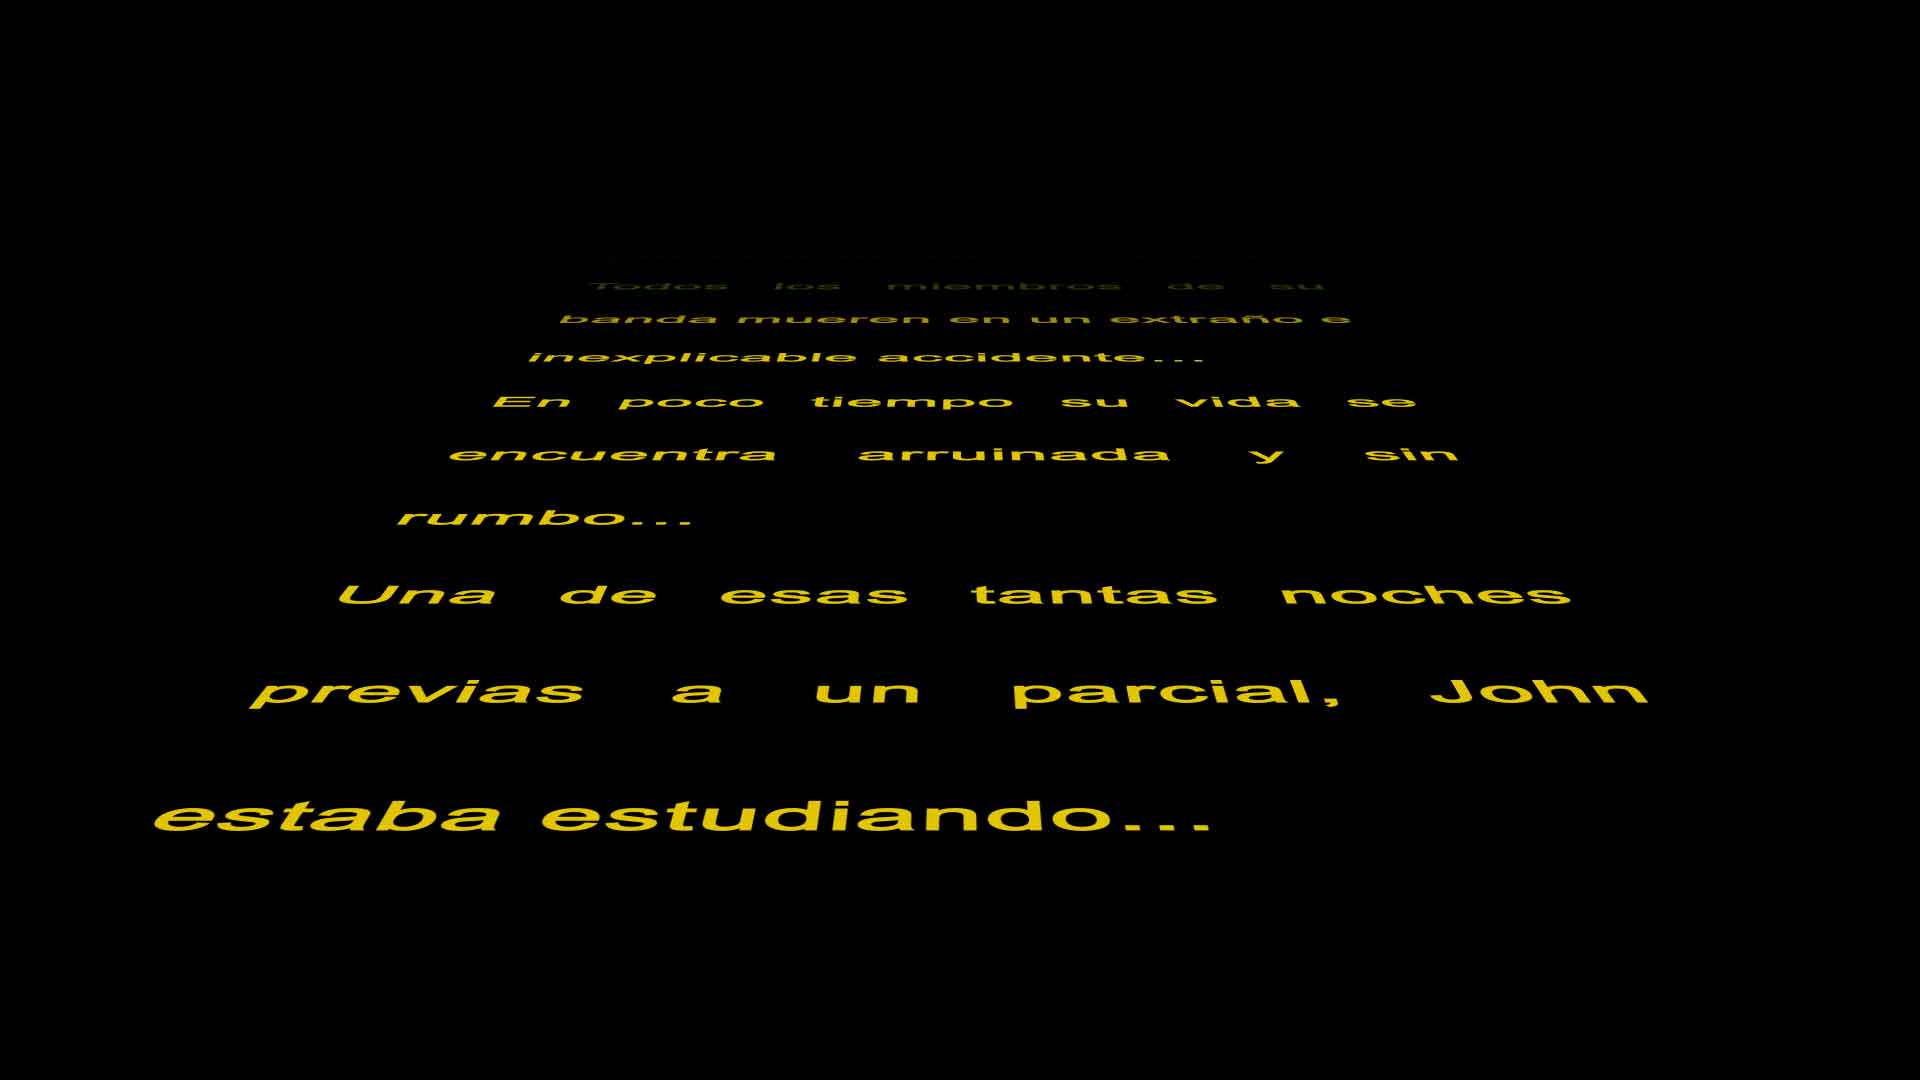 Todos los miembros de su
banda mueren en un extraño e
inexplicable accidente...
En poco tiempo su vida se
encuentra arruinada y sin
rumbo...
Una de esas tantas noches
previas a un parcial, John
estaba estudiando...